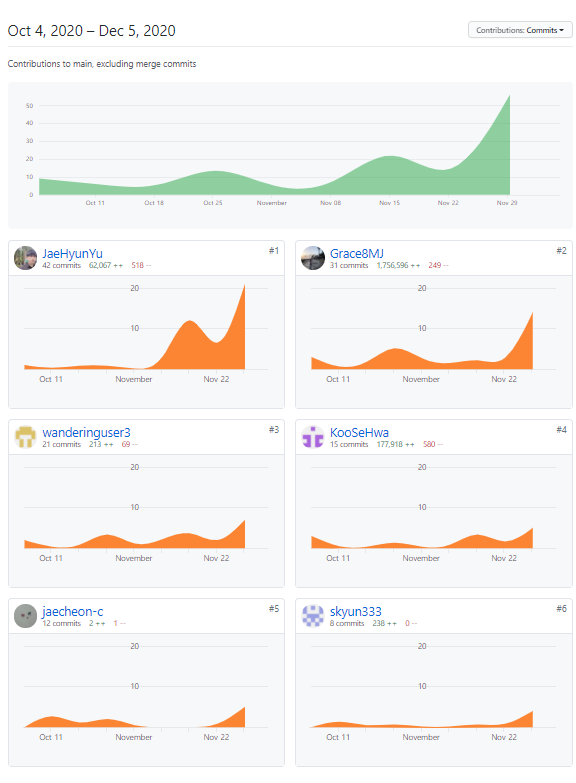 Oct 4, 2020 – Dec 5, 2020
Contributions: Commits
Contributions to main, excluding merge commits
50
40
30
20
10
0
Oct 11 Oct 18 Oct 25 November Nov 08 Nov 15 Nov 22 Nov 29
JaeHyunYu #1
42 commits 62,067 ++ 518 --
20
10
Oct 11 November Nov 22
Grace8MJ #2
31 commits 1,756,596 ++ 249 --
20
10
Oct 11 November Nov 22
wanderinguser3 #3
21 commits 213 ++ 69 --
20
10
Oct 11 November Nov 22
KooSeHwa #4
15 commits 177,918 ++ 580 --
20
10
Oct 11 November Nov 22
jaecheon-c #5
12 commits 2 ++ 1 --
20
10
Oct 11 November Nov 22
skyun333 #6
8 commits 238 ++ 0 --
20
10
Oct 11 November Nov 22